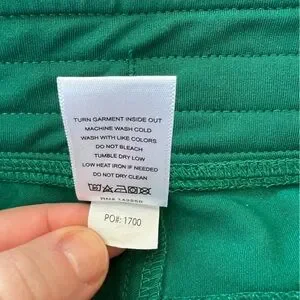 TURN GARMENT INSIDE OUT
MACHINE WASH COLD
WASH WITH LIKE COLORS
DO NOT BLEACH
TUMBLE DRY LOW
LOW HEAT IRON IF NEEDED
DO NOT DRY CLEAN
RN#
PO#: 1700